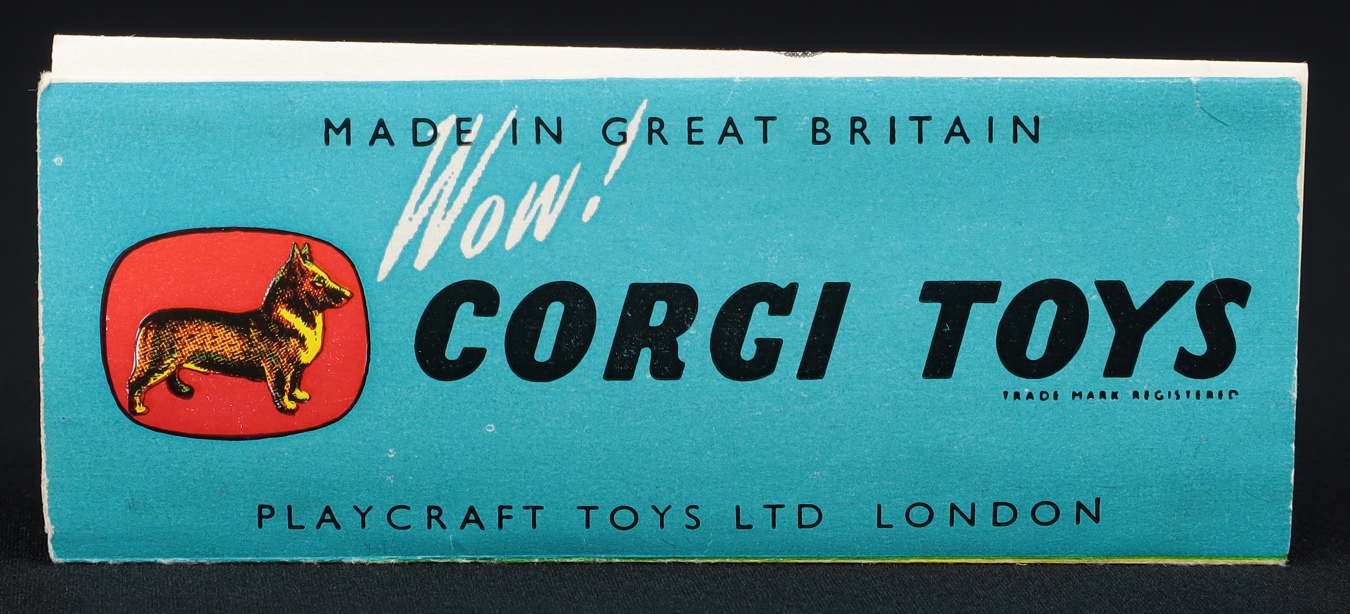 MADE IN GREAT BRITAIN
Wow!
CORGI TOYS
TRADE MARK REGISTERED
PLAYCRAFT TOYS LTD LONDON